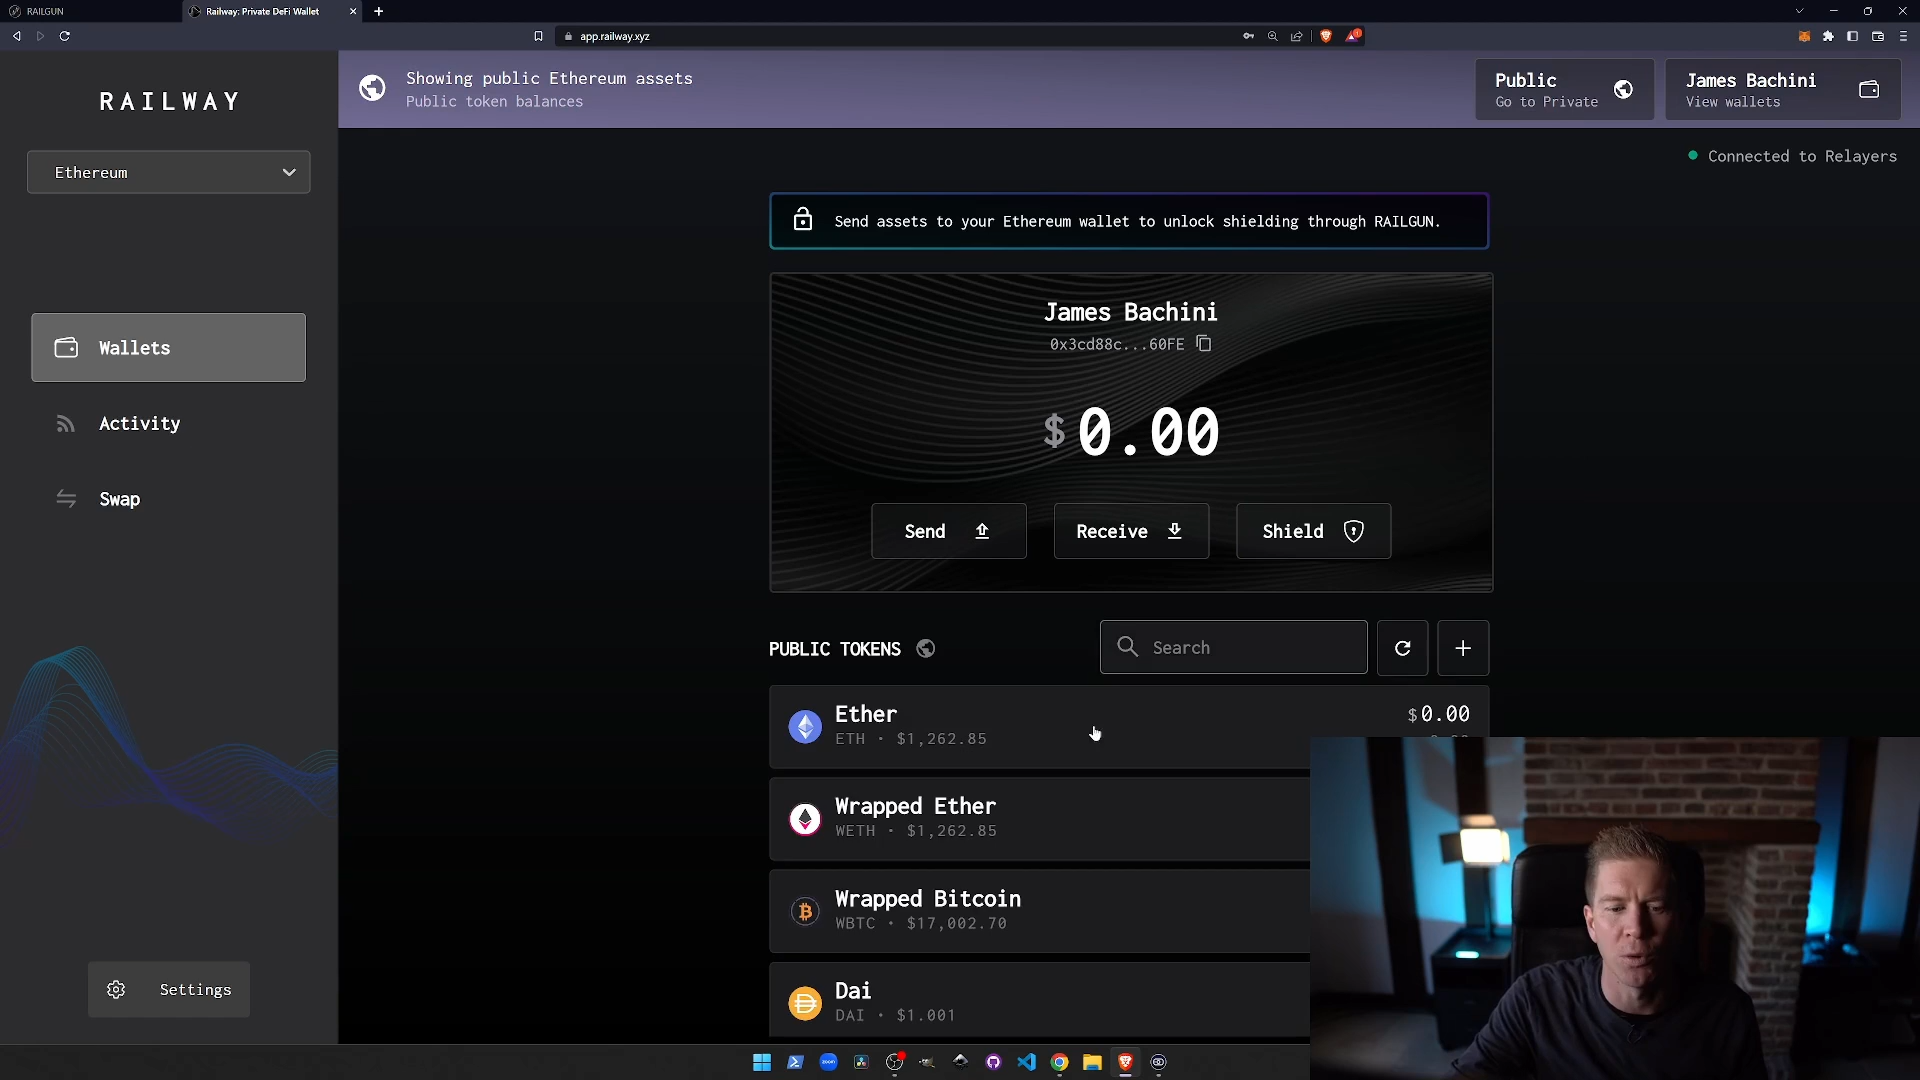 RAILGUN
Railway: Private DeFi Wallet
app.railway.xyz
RAILWAY
Ethereum
Wallets
Activity
Swap
Settings
Showing public Ethereum assets
Public token balances
Public
Go to Private
James Bachini
View wallets
Connected to Relayers
Send assets to your Ethereum wallet to unlock shielding through RAILGUN.
James Bachini
0x3cd88c...60FE
$ 0.00
Send
Receive
Shield
PUBLIC TOKENS
Search
Ether
$0.00
ETH • $1,262.85
Wrapped Ether
WETH • $1,262.85
Wrapped Bitcoin
WBTC • $17,002.70
Dai
DAI • $1.001
zoom